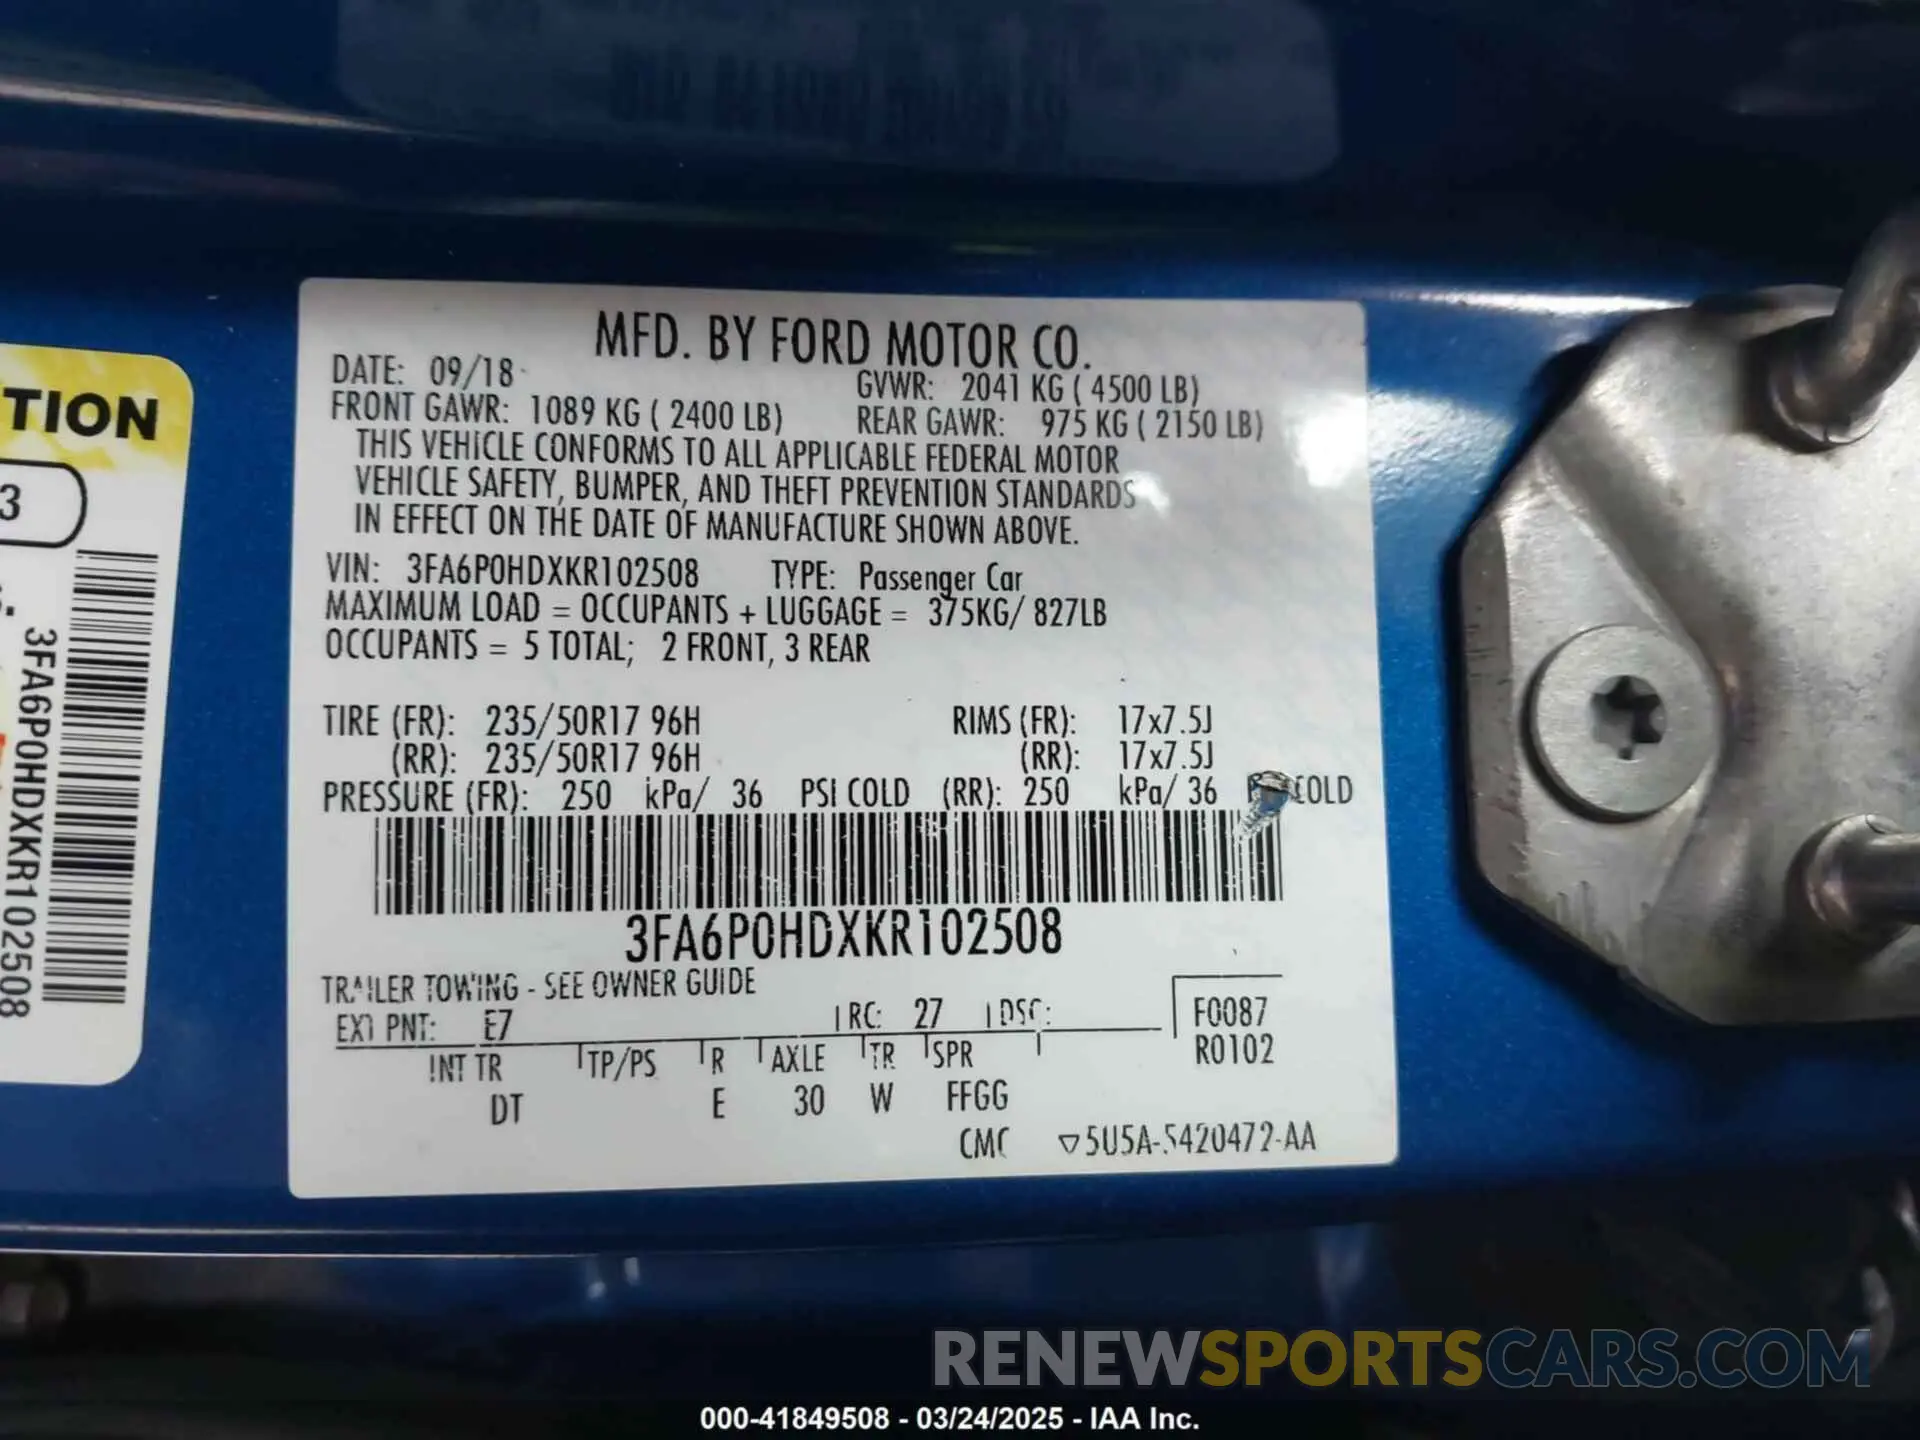 MFD. BY FORD MOTOR CO.
DATE: 09/18 GVWR: 2041 KG ( 4500 LB)
FRONT GAWR: 1089 KG ( 2400 LB) REAR GAWR: 975 KG ( 2150 LB)
THIS VEHICLE CONFORMS TO ALL APPLICABLE FEDERAL MOTOR
VEHICLE SAFETY, BUMPER, AND THEFT PREVENTION STANDARDS
IN EFFECT ON THE DATE OF MANUFACTURE SHOWN ABOVE.
VIN: 3FA6P0HDXKR102508 TYPE: Passenger Car
MAXIMUM LOAD = OCCUPANTS + LUGGAGE = 375KG/ 827LB
OCCUPANTS = 5 TOTAL; 2 FRONT, 3 REAR
TIRE (FR): 235/50R17 96H RIMS (FR): 17x7.5J
(RR): 235/50R17 96H (RR): 17x7.5J
PRESSURE (FR): 250 kPa/ 36 PSI COLD (RR): 250 kPa/ 36 COLD
3FA6P0HDXKR102508
TRAILER TOWING - SEE OWNER GUIDE
EXT PNT: E7 RC: 27 DSO: F0087
R0102
INT TR TP/PS R AXLE TR SPR
DT E 30 W FFGG
CMC ▽5U5A-5420472-AA
TION
3
3FA6P0HDXKR102508
RENEWSPORTSCARS.COM
000-41849508 - 03/24/2025 - IAA Inc.